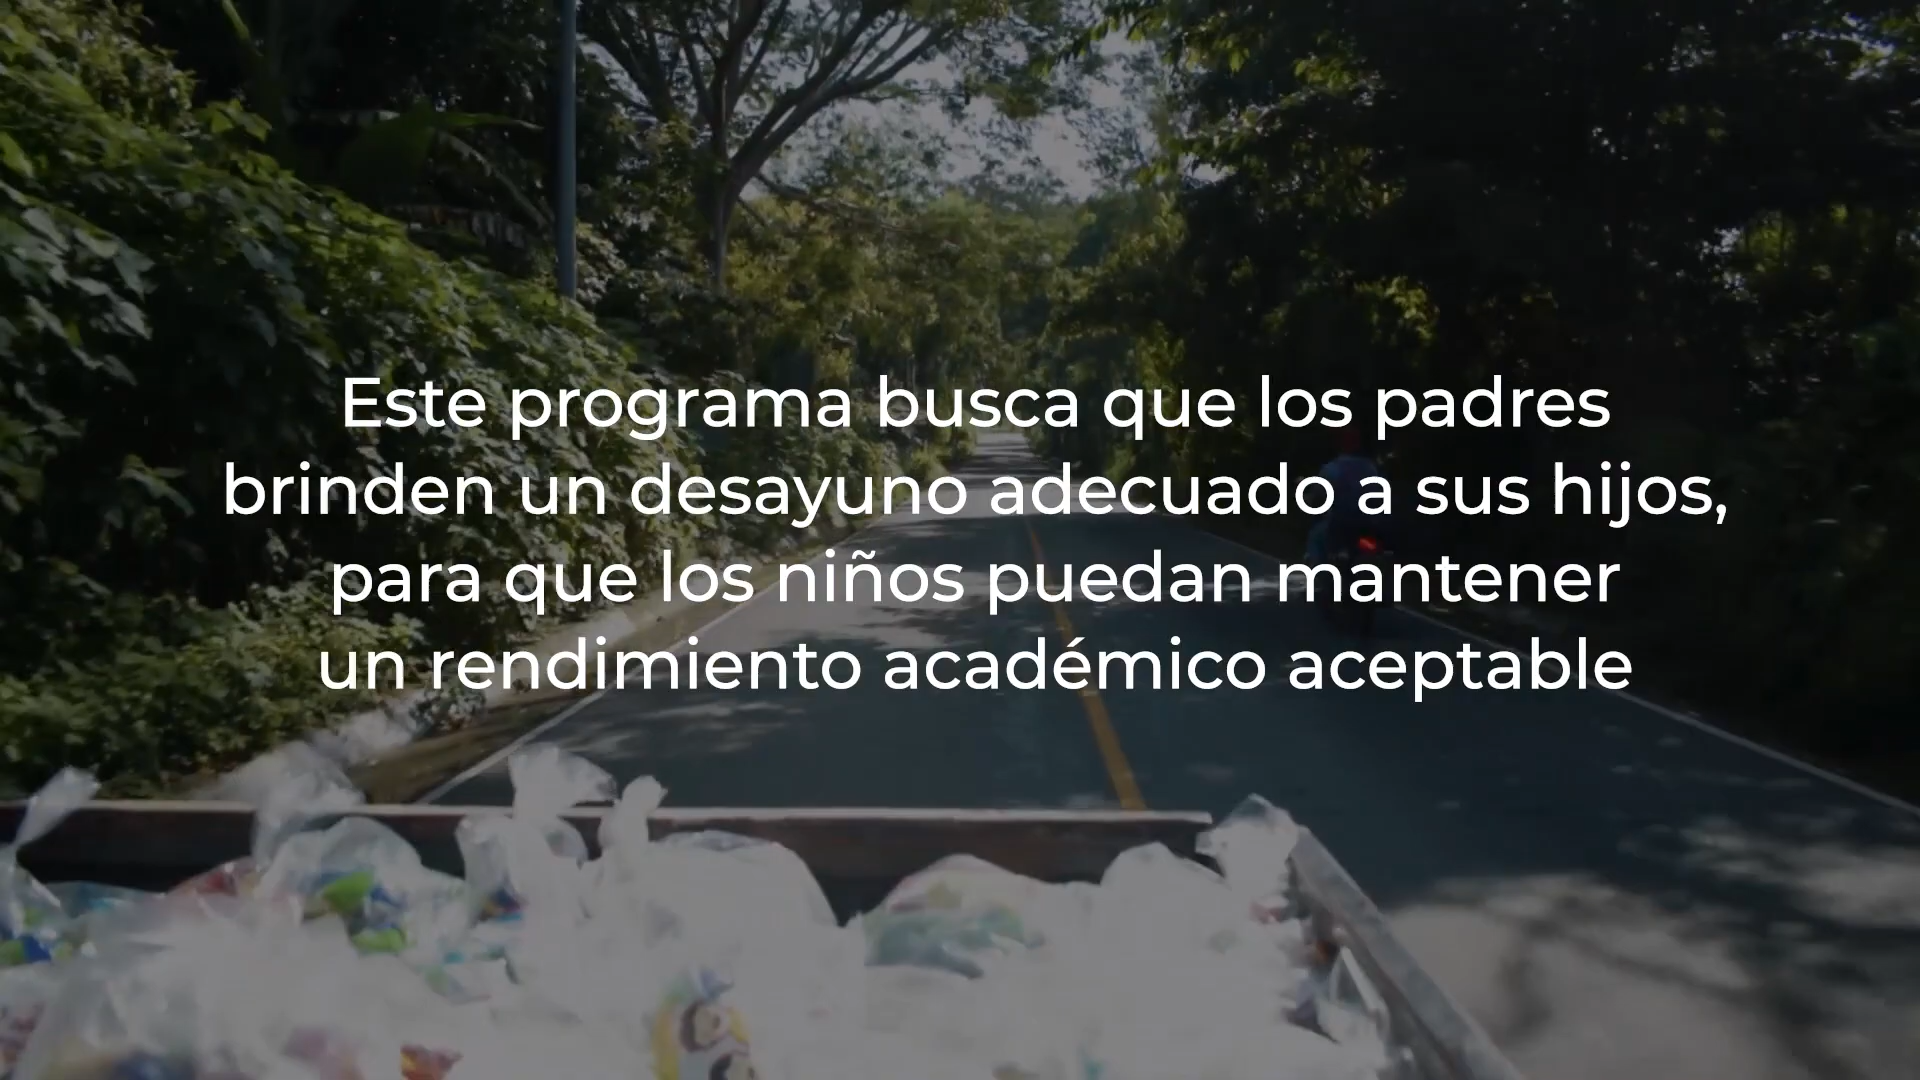 Este programa busca que los padres
brinden un desayuno adecuado a sus hijos,
para que los niños puedan mantener
un rendimiento académico aceptable